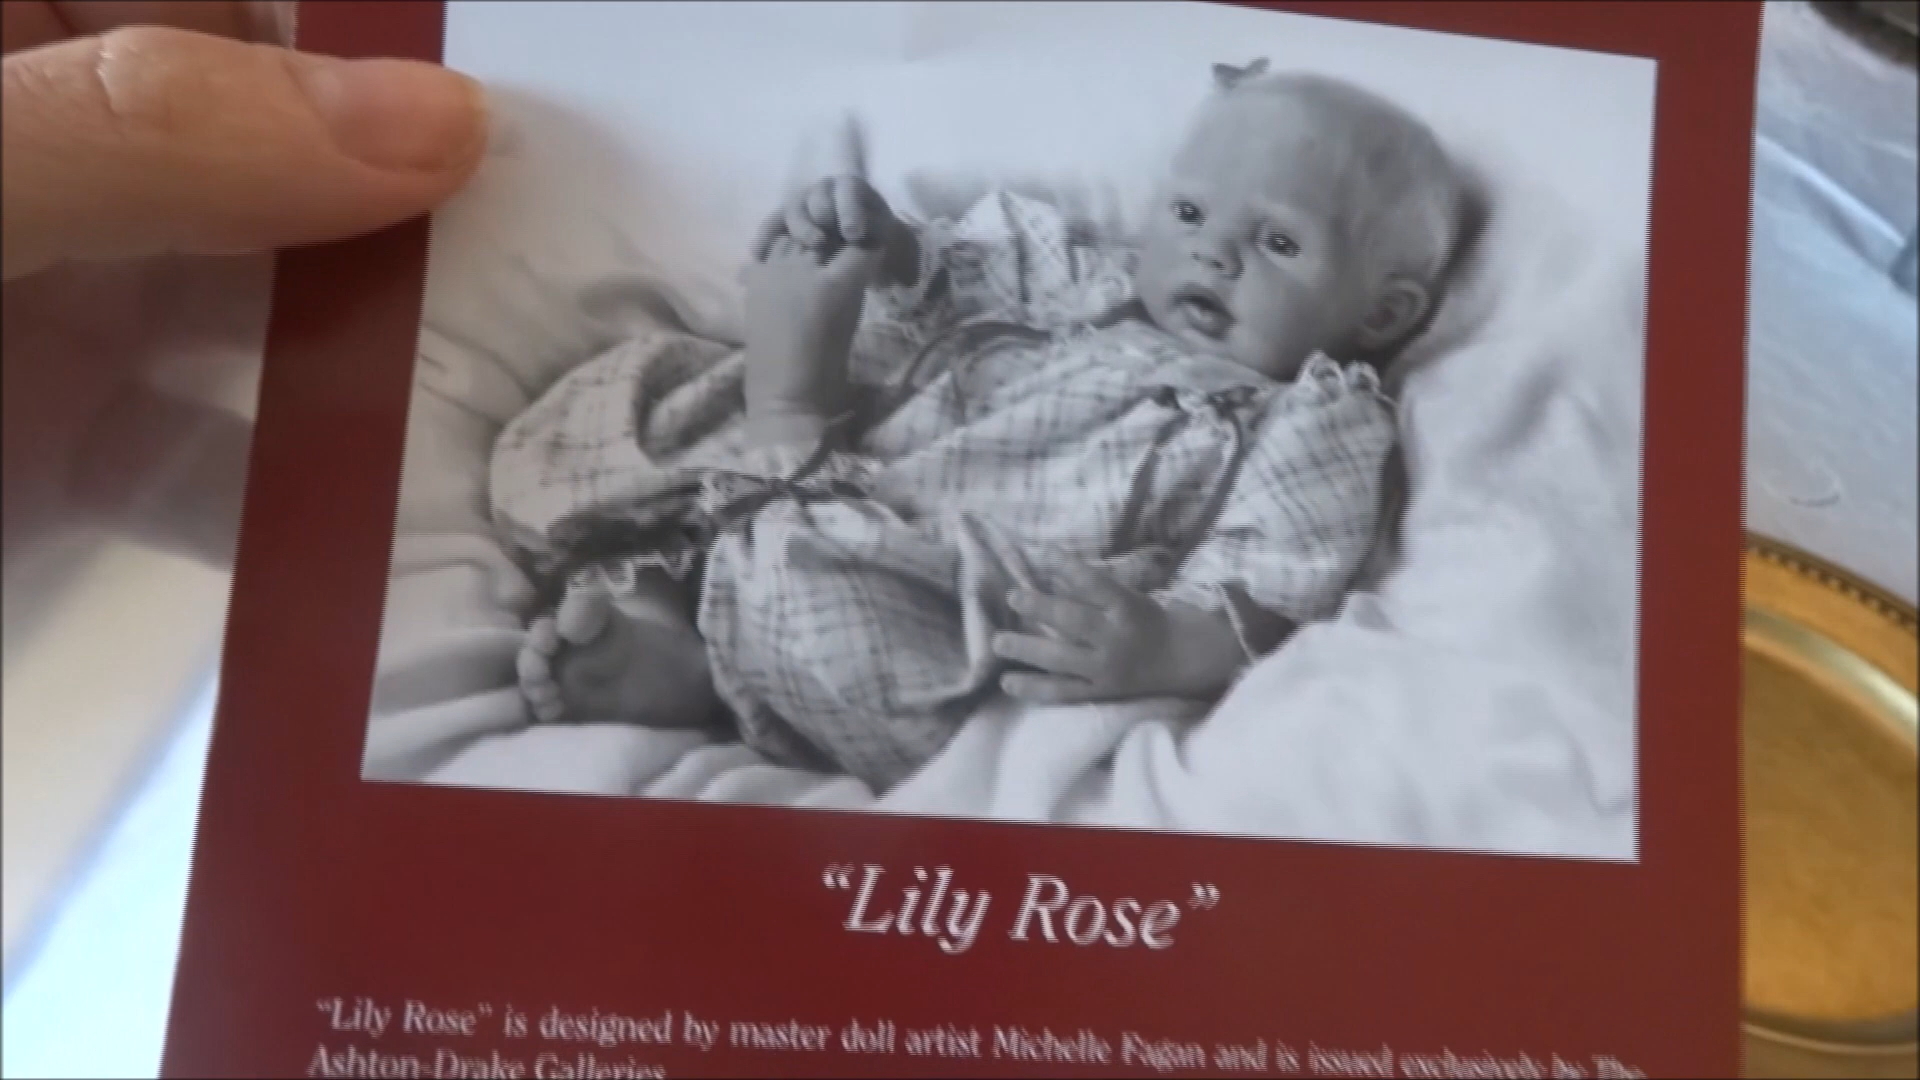 “Lily Rose”
“Lily Rose” is designed by master doll artist Michelle Fagan and is issued exclusively by The
Ashton-Drake Galleries